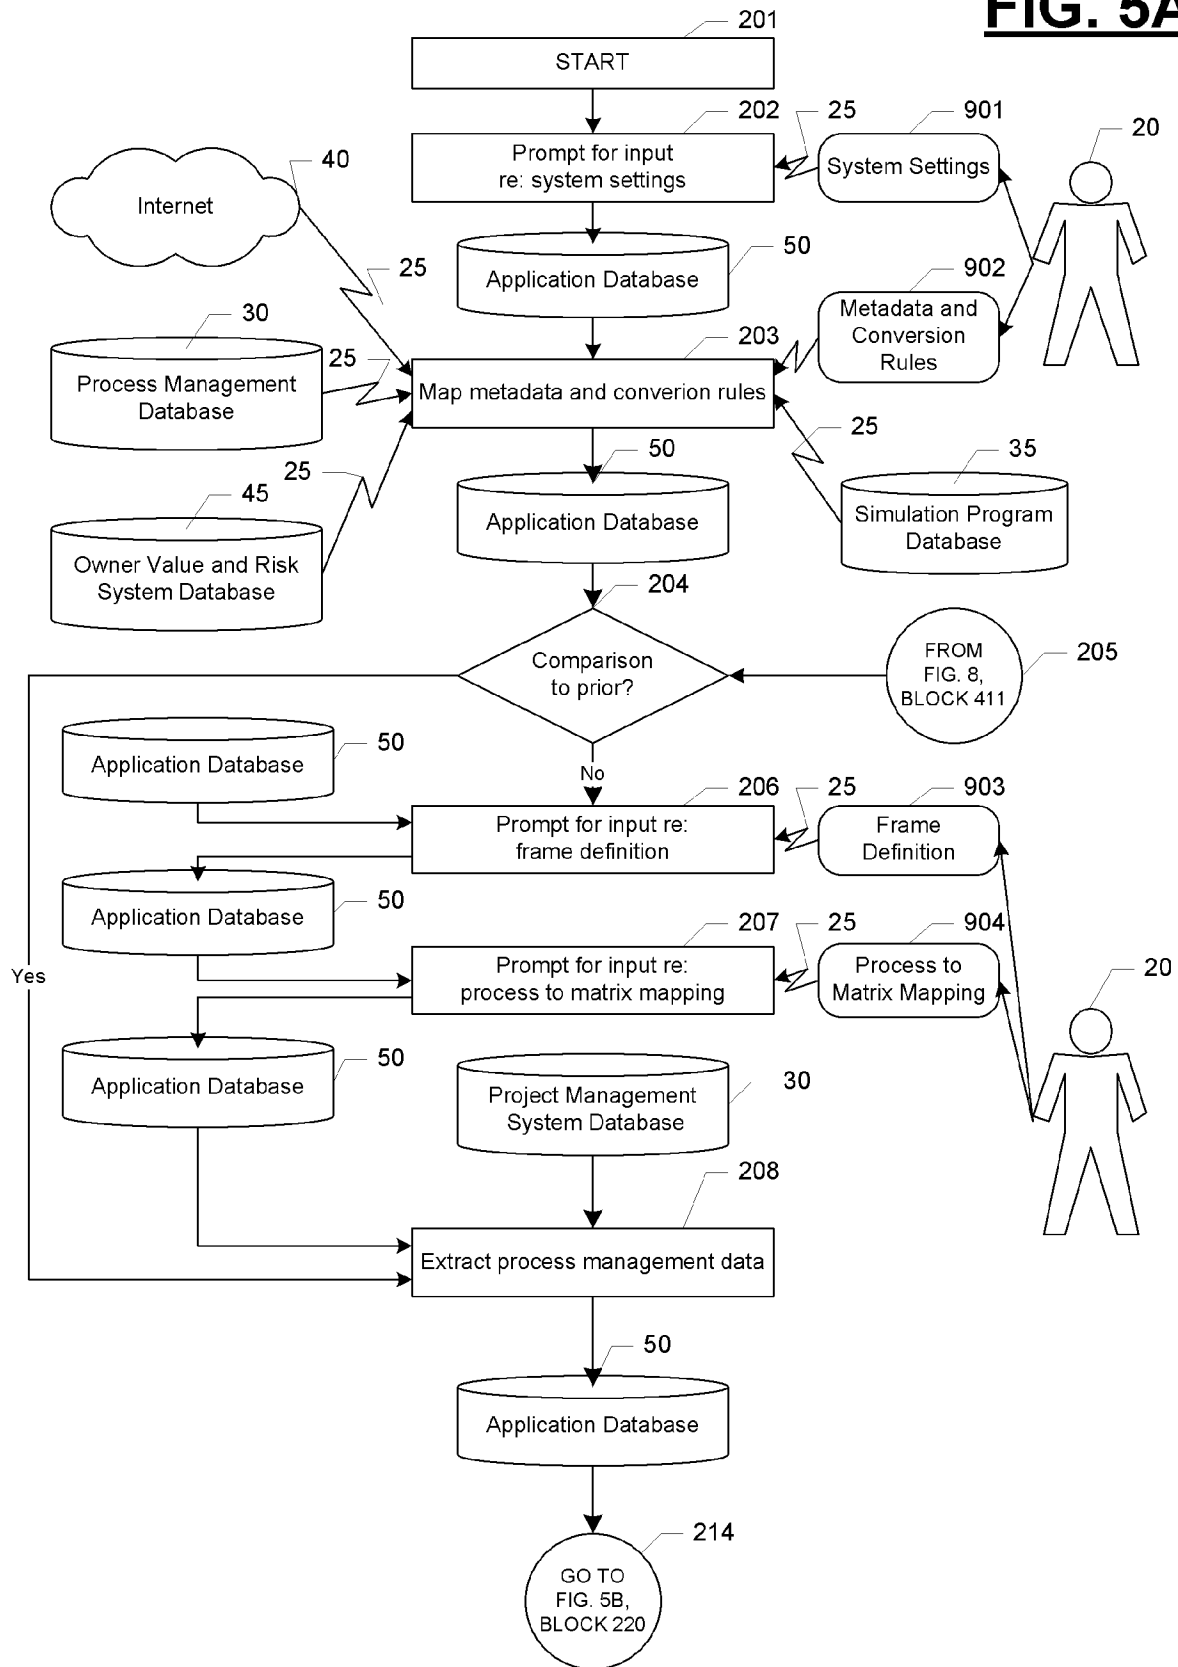 FIG. 5A
201
START
202
25
901
20
Prompt for input
re: system settings
System Settings
40
Internet
50
Application Database
25
902
Metadata and
Conversion
Rules
30
25
203
Process Management
Database
Map metadata and converion rules
25
50
25
35
45
Application Database
Simulation Program
Database
Owner Value and Risk
System Database
204
Comparison
to prior?
FROM
FIG. 8,
BLOCK 411
205
50
Application Database
No
206
25
903
Prompt for input re:
frame definition
Frame
Definition
50
Application Database
207
25
904
20
Yes
Prompt for input re:
process to matrix mapping
Process to
Matrix Mapping
50
Application Database
30
Project Management
System Database
208
Extract process management data
50
Application Database
214
GO TO
FIG. 5B,
BLOCK 220